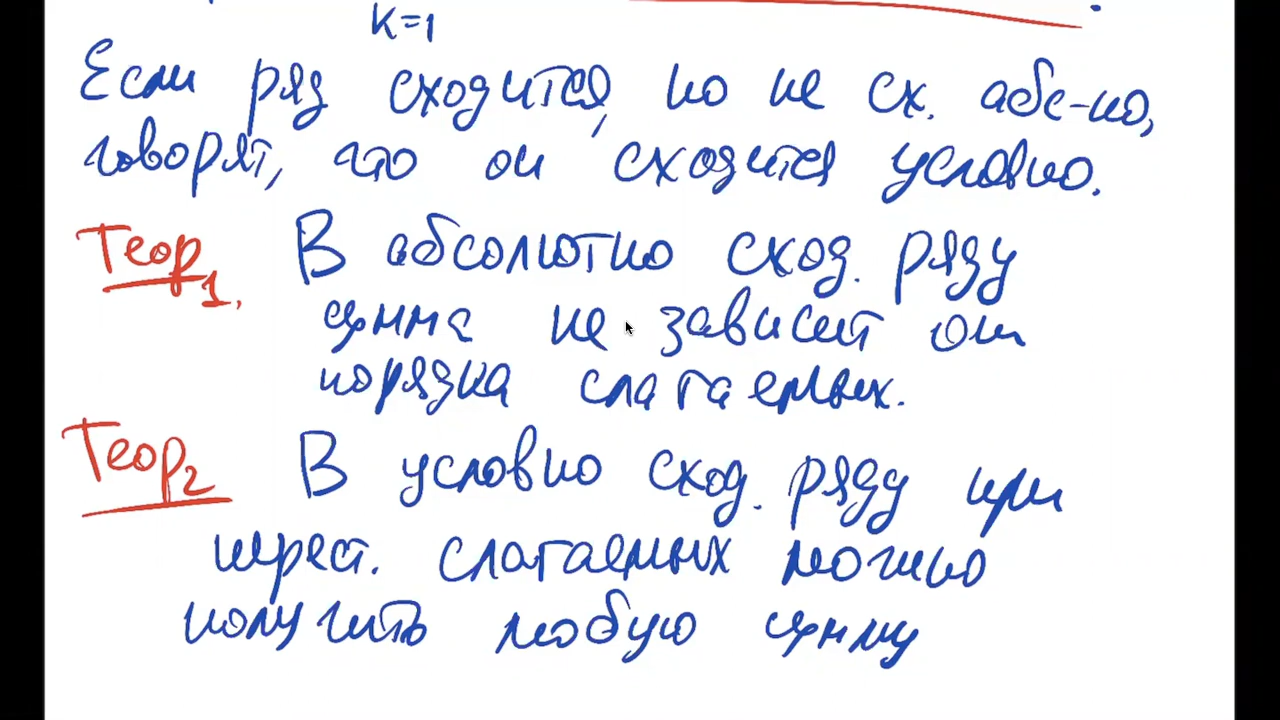 K=1
Если ряд сходится, но не сх. абс-но,
говорят, что он сходится условно.
Теор1. В абсолютно сход. ряду
сумма не зависит от
порядка слагаемых.
Теор2 В условно сход. ряду при
перест. слагаемых можно
получить любую сумму